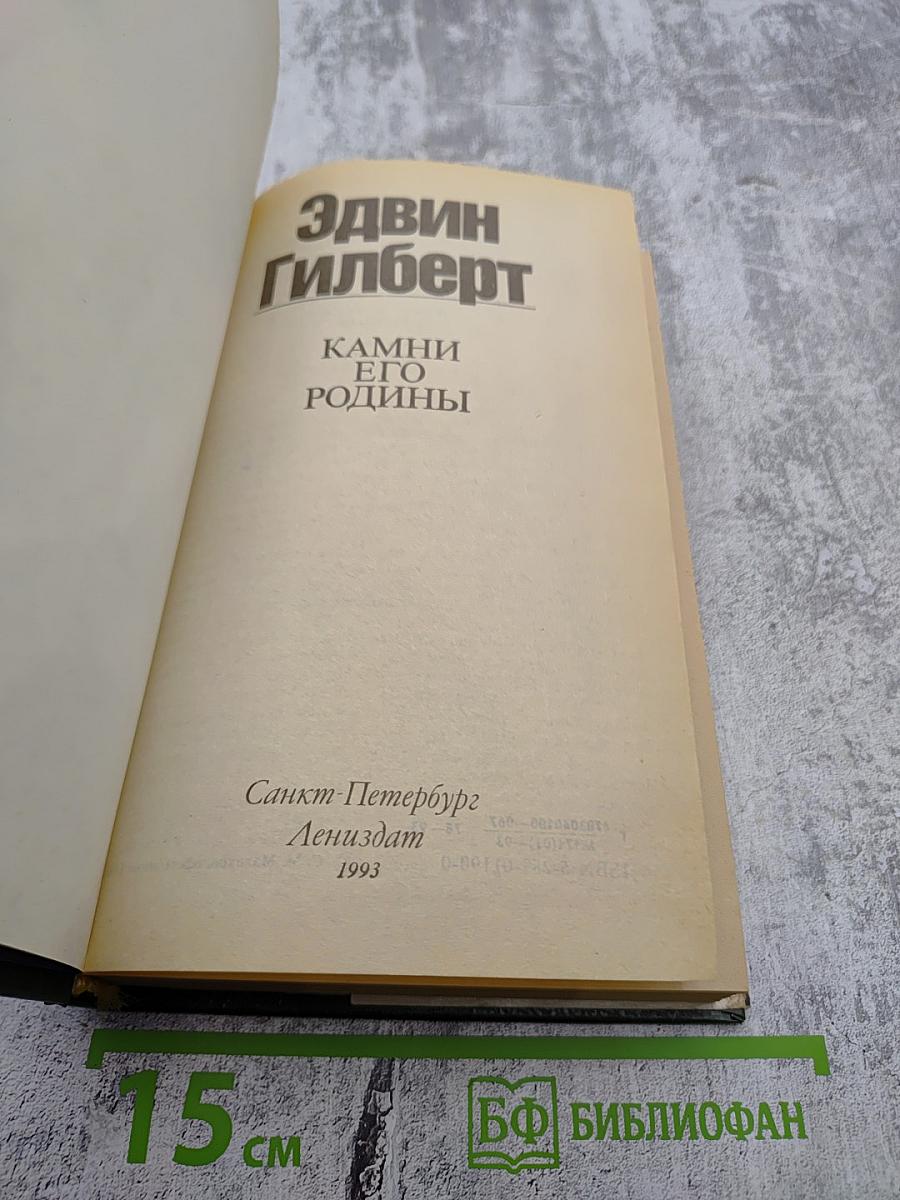 Эдвин
Гилберт
КАМНИ
ЕГО
РОДИНЫ
Санкт-Петербург
Лениздат
1993
15 см
БФ БИБЛИОФАН